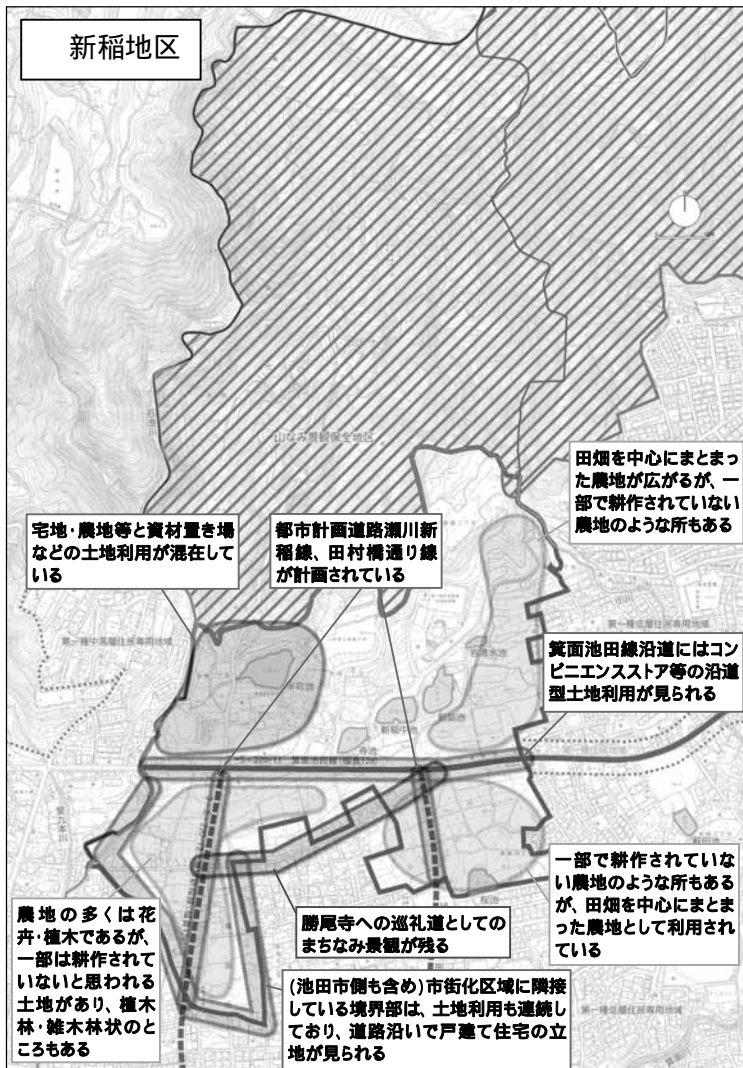 新稲地区
山なみ景観保全地区
田畑を中心にまとまっ
た農地が広がるが、一
部で耕作されていない
農地のような所もある
宅地・農地等と資材置き場
などの土地利用が混在して
いる
都市計画道路瀬川新
稲線、田村橋通り線
が計画されている
第一種中高層住居専用地域
箕面池田線沿道にはコン
ビニエンスストア等の沿道
型土地利用が見られる
新稲中池
箕面池田線
農地の多くは花
卉・植木であるが、
一部は耕作されて
いないと思われる
土地があり、植木
林・雑木林状のと
ころもある
勝尾寺への巡礼道としての
まちなみ景観が残る
一部で耕作されていな
い農地のような所もある
が、田畑を中心にまとま
った農地として利用され
ている
(池田市側も含め)市街化区域に隣接
している境界部は、土地利用も連続し
ており、道路沿いで戸建て住宅の立
地が見られる
第一種低層住居専用地域
箕面川